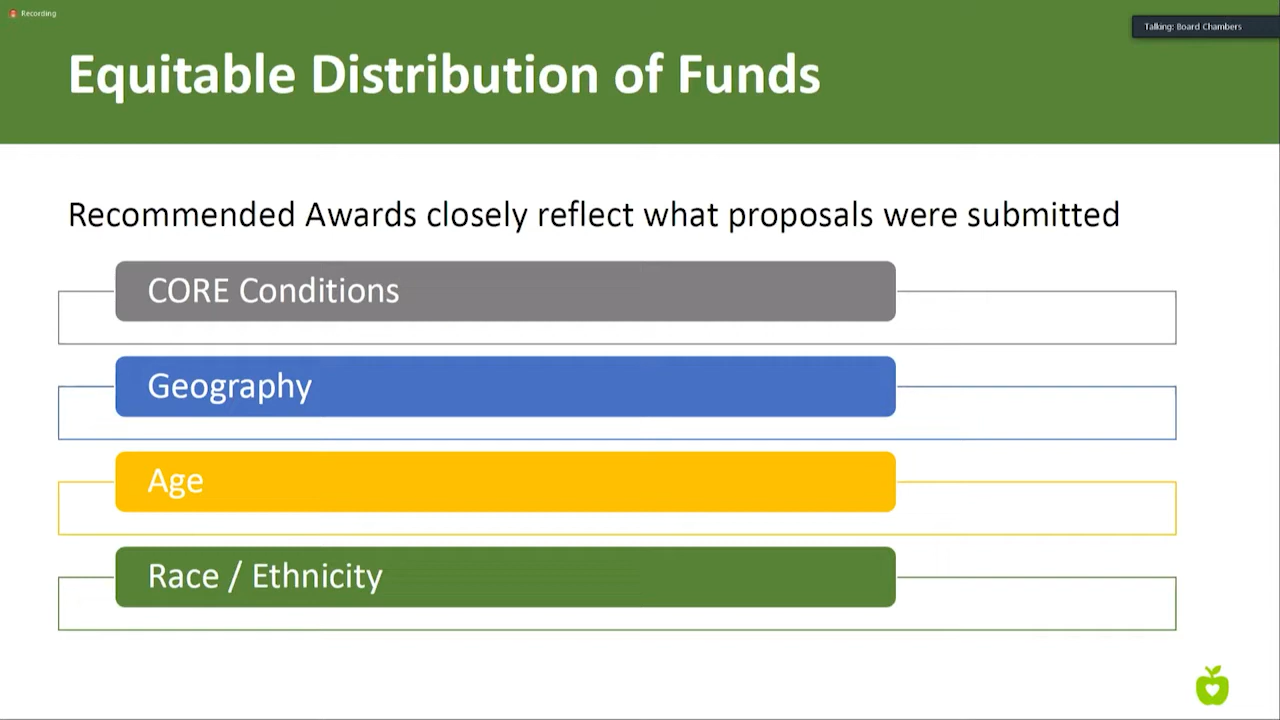 Recording
Talking: Board Chambers
Equitable Distribution of Funds
Recommended Awards closely reflect what proposals were submitted
CORE Conditions
Geography
Age
Race / Ethnicity